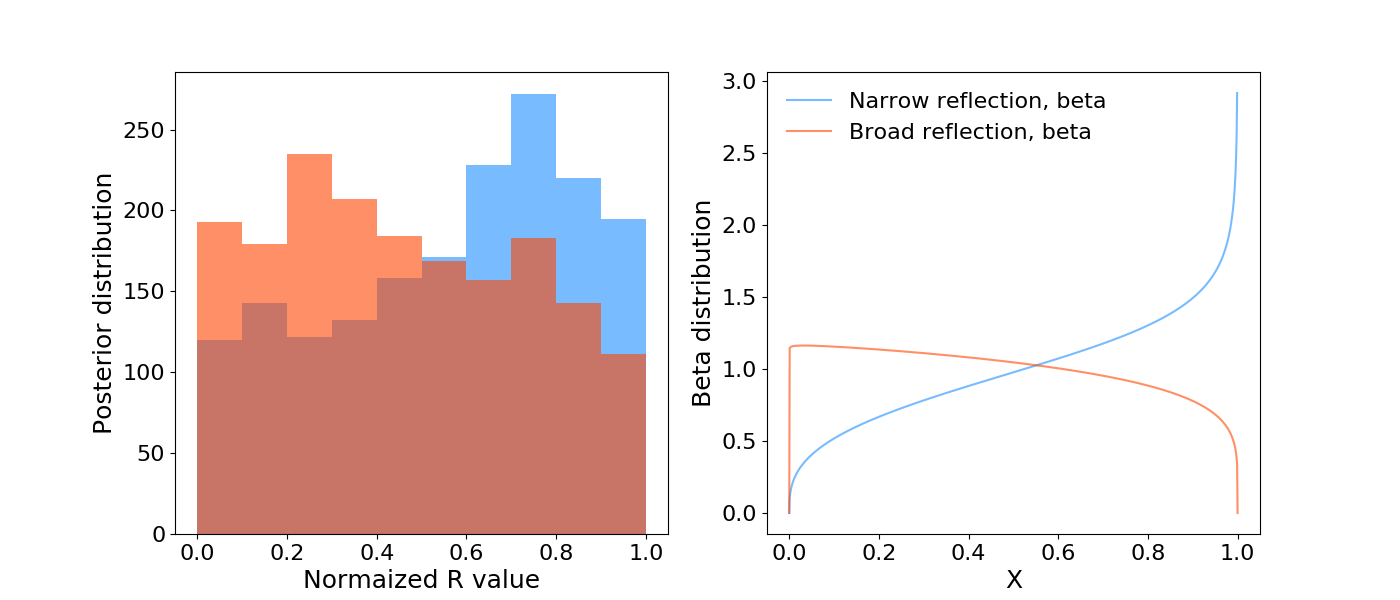 Posterior distribution
250
200
150
100
50
0
0.0 0.2 0.4 0.6 0.8 1.0
Normaized R value
Beta distribution
3.0
2.5
2.0
1.5
1.0
0.5
0.0
Narrow reflection, beta
Broad reflection, beta
0.0 0.2 0.4 0.6 0.8 1.0
X